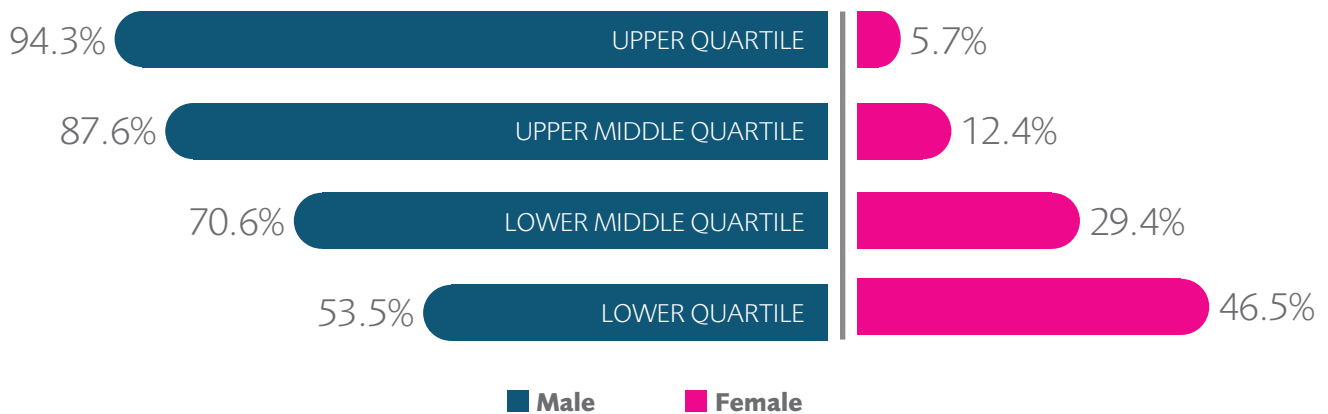 94.3% UPPER QUARTILE 5.7%
87.6% UPPER MIDDLE QUARTILE 12.4%
70.6% LOWER MIDDLE QUARTILE 29.4%
53.5% LOWER QUARTILE 46.5%
Male Female